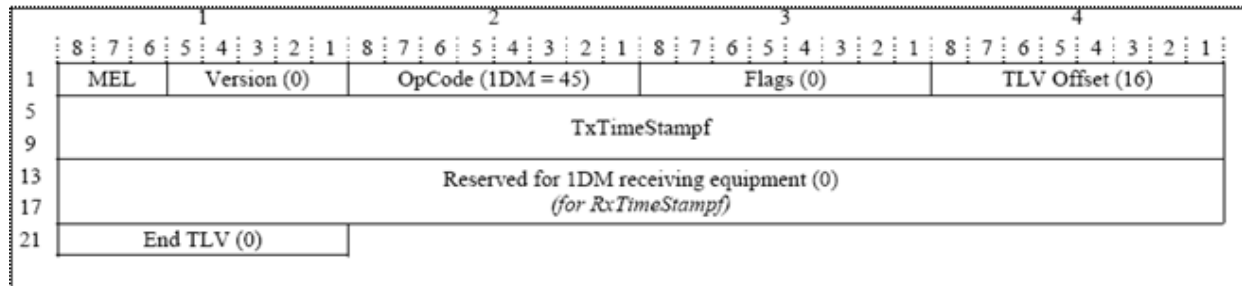 1 2 3 4
8 7 6 5 4 3 2 1 8 7 6 5 4 3 2 1 8 7 6 5 4 3 2 1 8 7 6 5 4 3 2 1
1 MEL Version (0) OpCode (1DM = 45) Flags (0) TLV Offset (16)
5
TxTimeStampf
9
13 Reserved for 1DM receiving equipment (0)
17 (for RxTimeStampf)
21 End TLV (0)